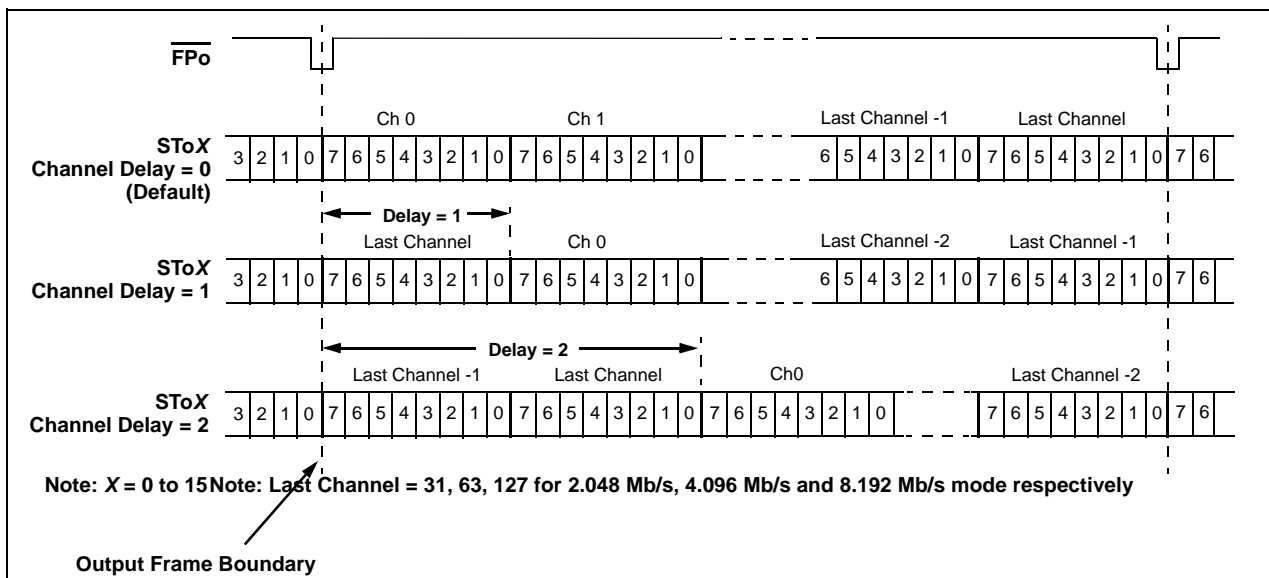 FPo
Ch 0 Ch 1 Last Channel -1 Last Channel
SToX
Channel Delay = 0
(Default)
3 2 1 0 7 6 5 4 3 2 1 0 7 6 5 4 3 2 1 0 6 5 4 3 2 1 0 7 6 5 4 3 2 1 0 7 6
Delay = 1
Last Channel Ch 0 Last Channel -2 Last Channel -1
SToX
Channel Delay = 1
3 2 1 0 7 6 5 4 3 2 1 0 7 6 5 4 3 2 1 0 6 5 4 3 2 1 0 7 6 5 4 3 2 1 0 7 6
Delay = 2
Last Channel -1 Last Channel Ch0 Last Channel -2
SToX
Channel Delay = 2
3 2 1 0 7 6 5 4 3 2 1 0 7 6 5 4 3 2 1 0 7 6 5 4 3 2 1 0 7 6 5 4 3 2 1 0 7 6
Note: X = 0 to 15Note: Last Channel = 31, 63, 127 for 2.048 Mb/s, 4.096 Mb/s and 8.192 Mb/s mode respectively
Output Frame Boundary